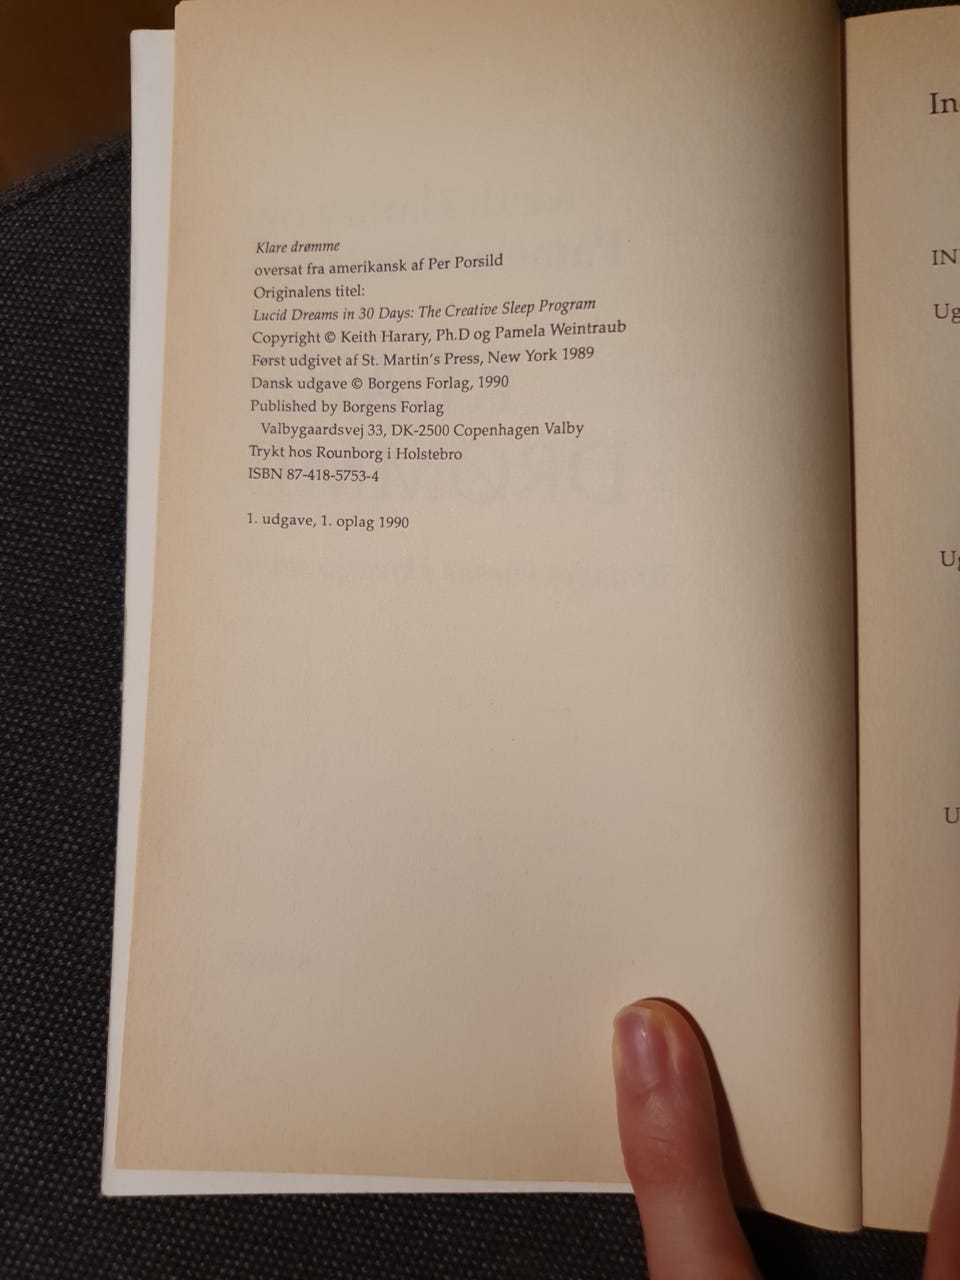 Klare drømme
oversat fra amerikansk af Per Porsild
Originalens titel:
Lucid Dreams in 30 Days: The Creative Sleep Program
Copyright © Keith Harary, Ph.D og Pamela Weintraub
Først udgivet af St. Martin's Press, New York 1989
Dansk udgave © Borgens Forlag, 1990
Published by Borgens Forlag
Valbygaardsvej 33, DK-2500 Copenhagen Valby
Trykt hos Rounborg i Holstebro
ISBN 87-418-5753-4
1. udgave, 1. oplag 1990